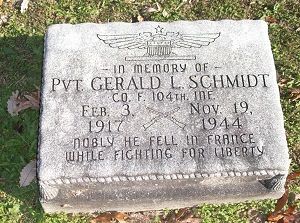 IN MEMORY OF
PVT. GERALD L. SCHMIDT
CO. F. 104TH. INF.
FEB. 3, NOV. 19,
1917 1944
NOBLY HE FELL IN FRANCE
WHILE FIGHTING FOR LIBERTY